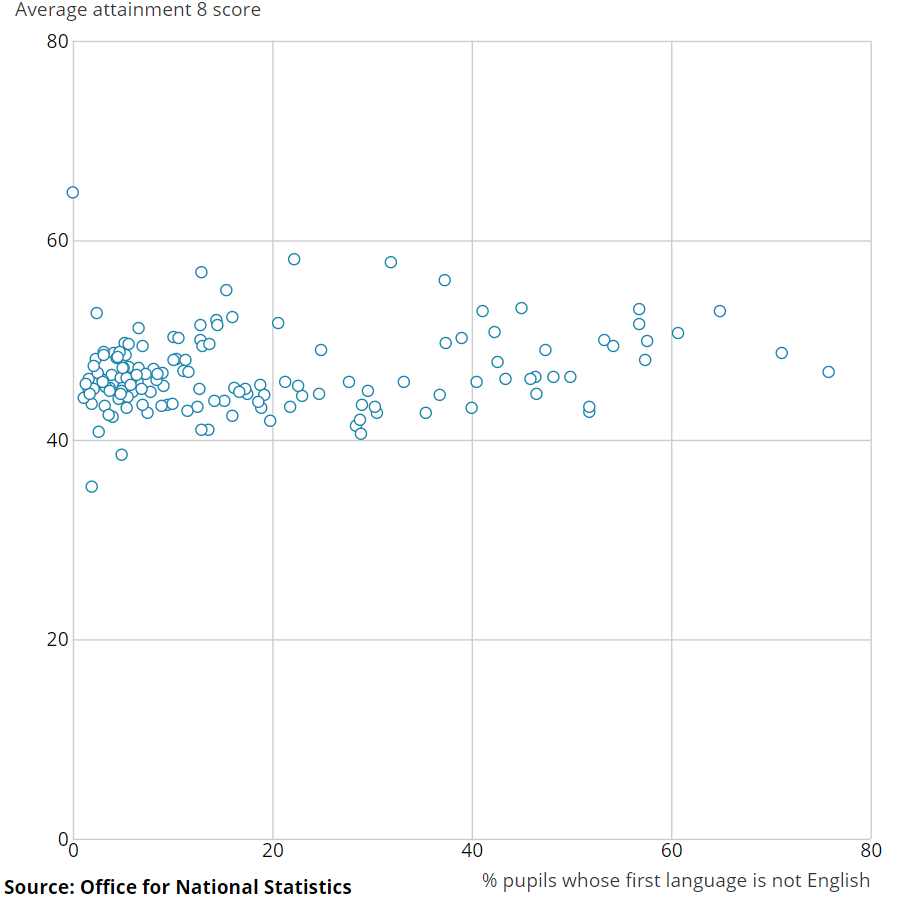 Average attainment 8 score
80
60
40
20
0
0 20 40 60 80
% pupils whose first language is not English
Source: Office for National Statistics